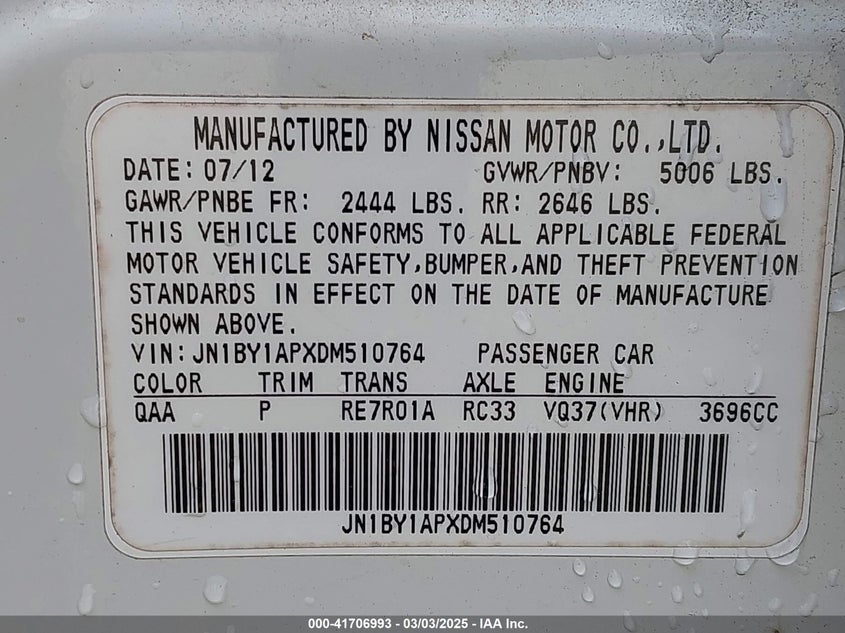 MANUFACTURED BY NISSAN MOTOR CO.,LTD.
DATE: 07/12 GVWR/PNBV: 5006 LBS.
GAWR/PNBE FR: 2444 LBS. RR: 2646 LBS.
THIS VEHICLE CONFORMS TO ALL APPLICABLE FEDERAL
MOTOR VEHICLE SAFETY,BUMPER,AND THEFT PREVENTION
STANDARDS IN EFFECT ON THE DATE OF MANUFACTURE
SHOWN ABOVE.
VIN: JN1BY1APXDM510764 PASSENGER CAR
COLOR TRIM TRANS AXLE ENGINE
QAA P RE7R01A RC33 VQ37(VHR) 3696CC
JN1BY1APXDM510764
000-41706993 - 03/03/2025 - IAA Inc.